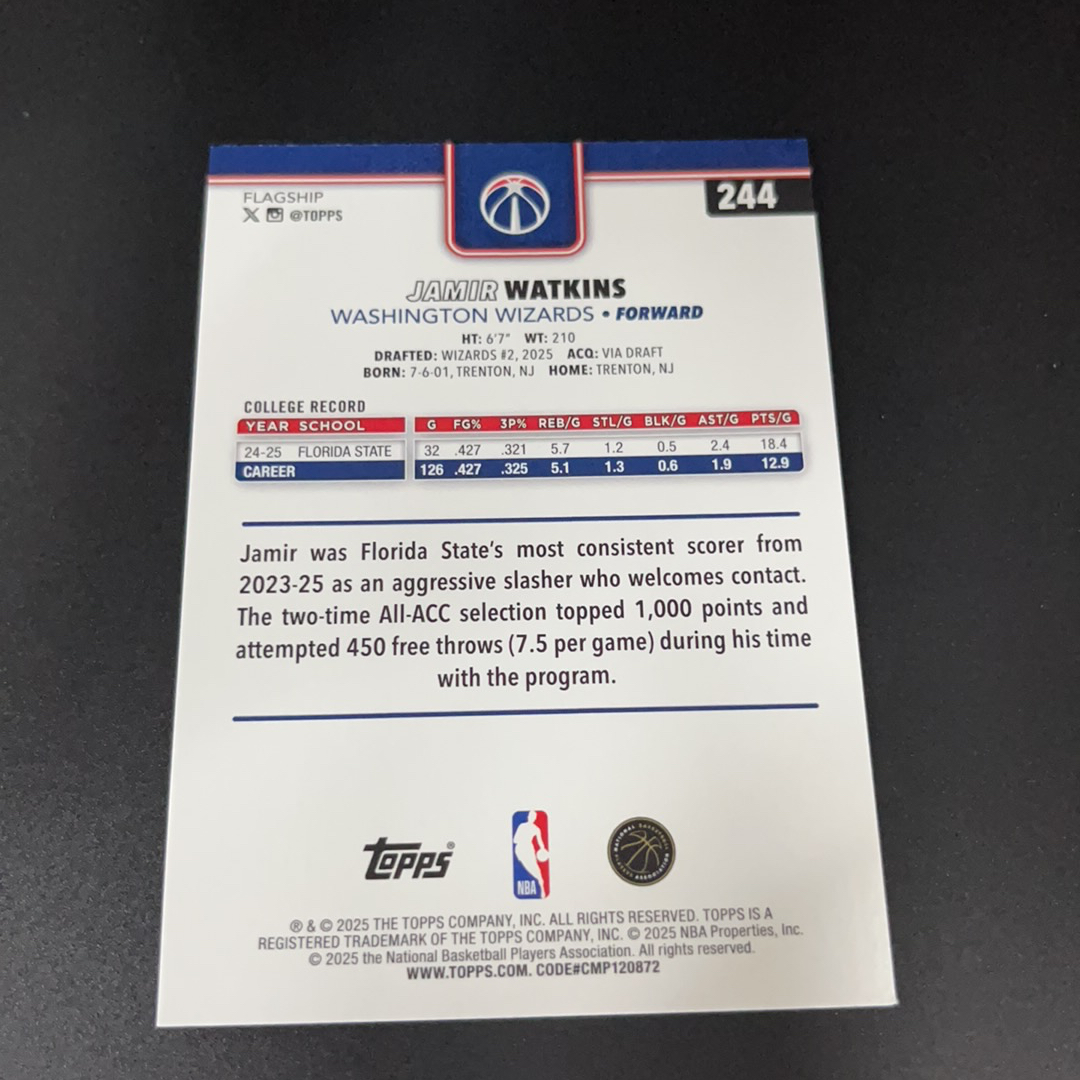 FLAGSHIP
@TOPPS
244
JAMIR WATKINS
WASHINGTON WIZARDS • FORWARD
HT: 6'7" WT: 210
DRAFTED: WIZARDS #2, 2025 ACQ: VIA DRAFT
BORN: 7-6-01, TRENTON, NJ HOME: TRENTON, NJ
COLLEGE RECORD
YEAR SCHOOL G FG% 3P% REB/G STL/G BLK/G AST/G PTS/G
24-25 FLORIDA STATE 32 .427 .321 5.7 1.2 0.5 2.4 18.4
CAREER 126 .427 .325 5.1 1.3 0.6 1.9 12.9
Jamir was Florida State's most consistent scorer from
2023-25 as an aggressive slasher who welcomes contact.
The two-time All-ACC selection topped 1,000 points and
attempted 450 free throws (7.5 per game) during his time
with the program.
Topps®
NBA
NATIONAL BASKETBALL PLAYERS ASSOCIATION
® & © 2025 THE TOPPS COMPANY, INC. ALL RIGHTS RESERVED. TOPPS IS A
REGISTERED TRADEMARK OF THE TOPPS COMPANY, INC. © 2025 NBA Properties, Inc.
© 2025 the National Basketball Players Association. All rights reserved.
WWW.TOPPS.COM. CODE#CMP120872